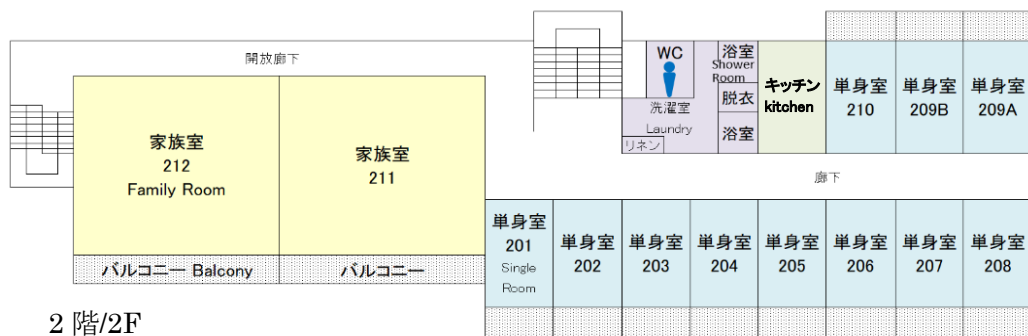 開放廊下
WC
浴室
Shower
Room
脱衣
浴室
洗濯室
Laundry
リネン
キッチン
kitchen
単身室
210
単身室
209B
単身室
209A
家族室
212
Family Room
家族室
211
廊下
単身室
201
Single
Room
単身室
202
単身室
203
単身室
204
単身室
205
単身室
206
単身室
207
単身室
208
バルコニー Balcony
バルコニー
2 階/2F